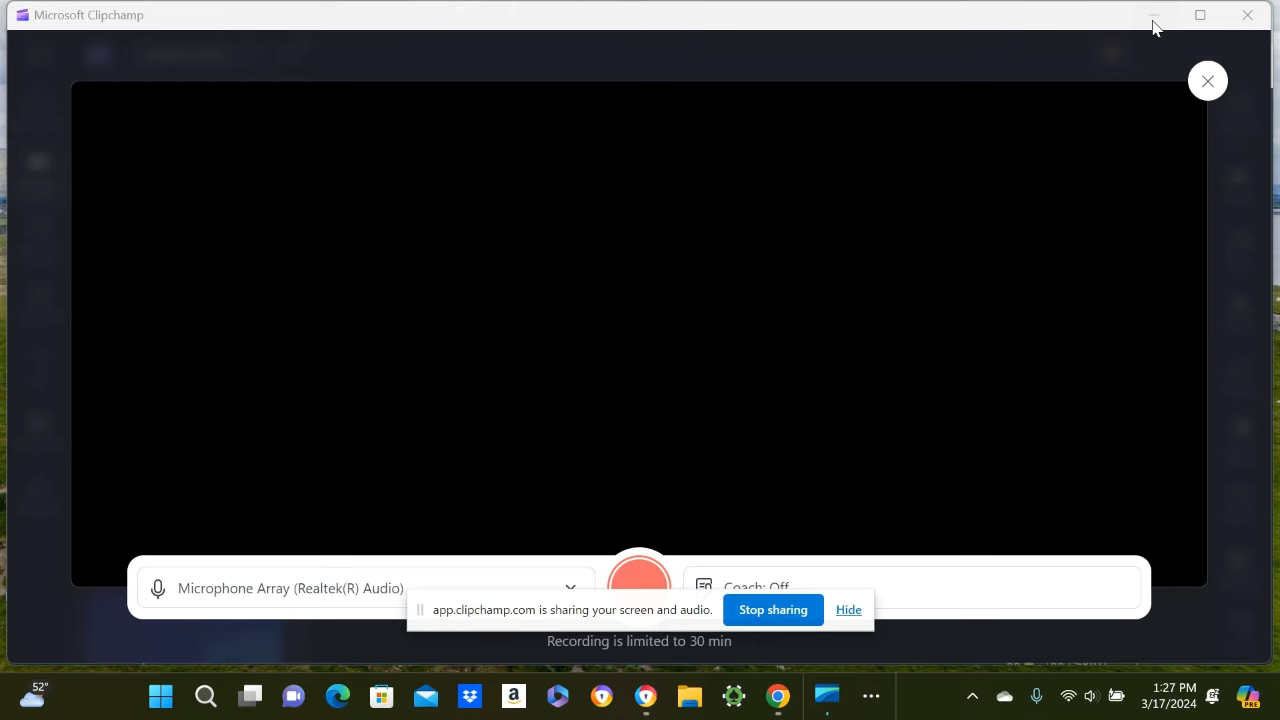 Microsoft Clipchamp
Microphone Array (Realtek(R) Audio)
Coach: Off
app.clipchamp.com is sharing your screen and audio.
Stop sharing
Hide
Recording is limited to 30 min
52°
1:27 PM
3/17/2024
PRE